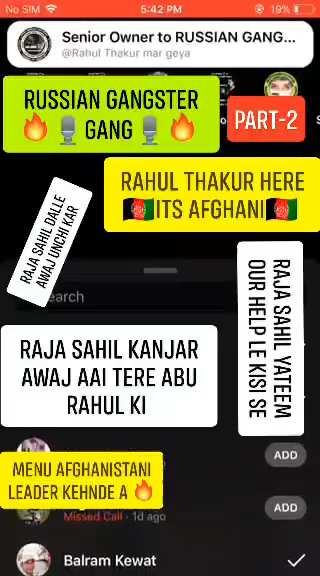 No SIM 5:42 PM 19%
Senior Owner to RUSSIAN GANG...
@Rahul Thakur mar geya
RUSSIAN GANGSTER
🔥🎙️GANG🎙️🔥
PART-2
RAHUL THAKUR HERE
🇦🇫ITS AFGHANI🇦🇫
RAJA SAHIL DALLE
AWAJ UNCHI KAR
earch
RAJA SAHIL YATEEM
OUR HELP LE KISI SE
RAJA SAHIL KANJAR
AWAJ AAI TERE ABU
RAHUL KI
ADD
MENU AFGHANISTANI
LEADER KEHNDE A 🔥
ADD
Missed Call · 1d ago
Balram Kewat